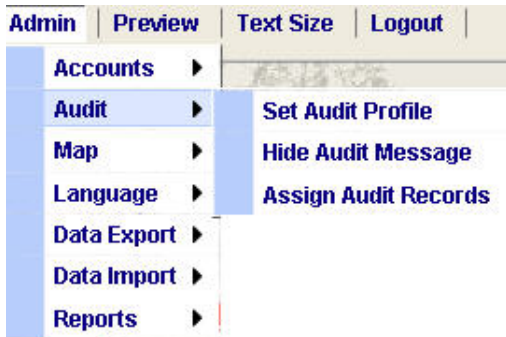 Admin | Preview | Text Size | Logout |
Accounts
Audit
Set Audit Profile
Map
Hide Audit Message
Language
Assign Audit Records
Data Export
Data Import
Reports